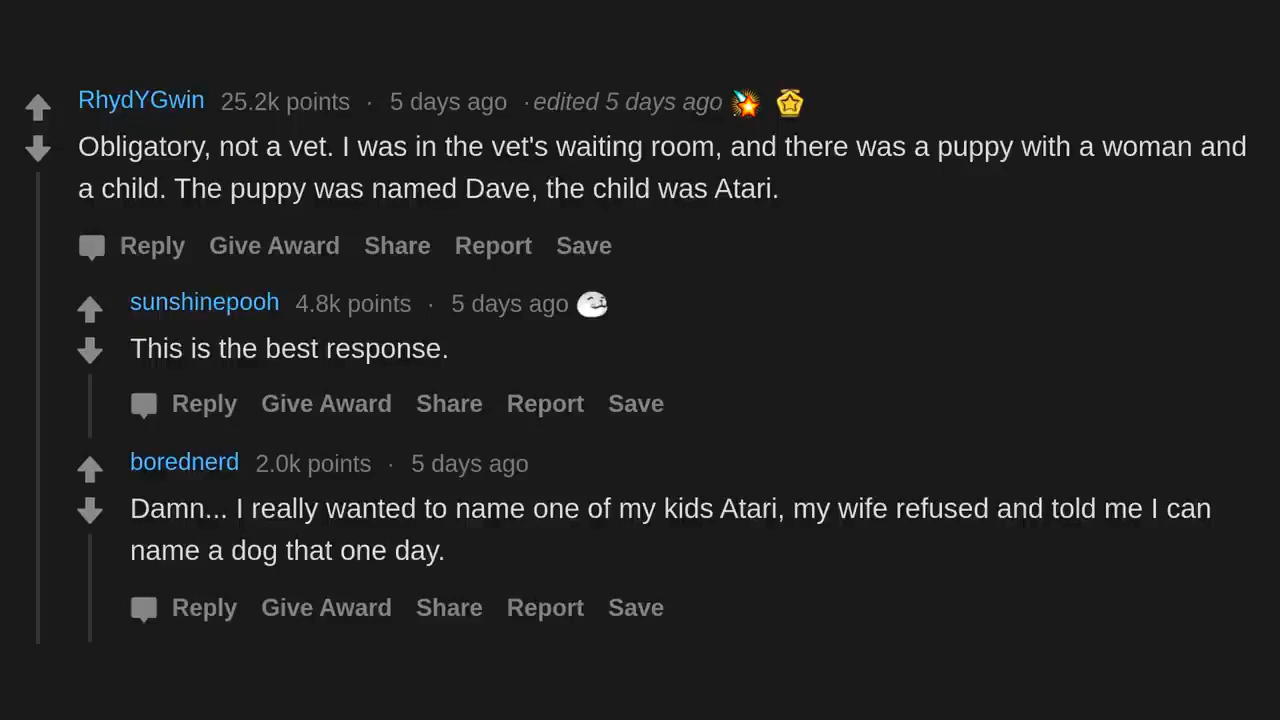 RhydYGwin 25.2k points · 5 days ago · edited 5 days ago
Obligatory, not a vet. I was in the vet's waiting room, and there was a puppy with a woman and
a child. The puppy was named Dave, the child was Atari.
Reply Give Award Share Report Save
sunshinepooh 4.8k points · 5 days ago
This is the best response.
Reply Give Award Share Report Save
borednerd 2.0k points · 5 days ago
Damn... I really wanted to name one of my kids Atari, my wife refused and told me I can
name a dog that one day.
Reply Give Award Share Report Save